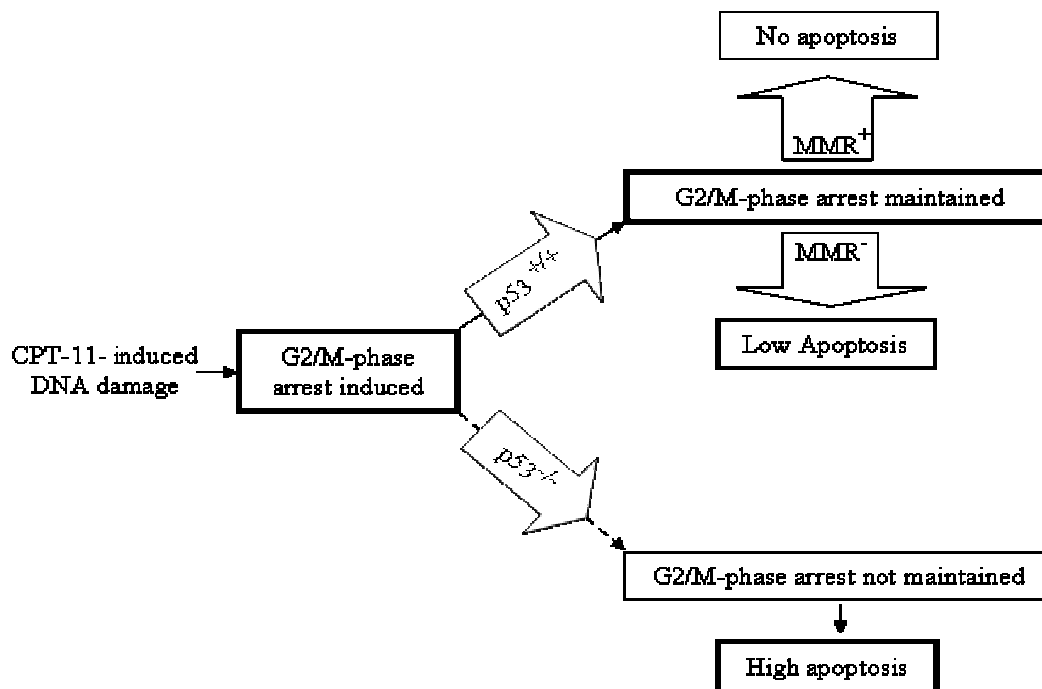 No apoptosis
MMR+
G2/M-phase arrest maintained
MMR-
Low Apoptosis
p53 +/+
CPT-11- induced
DNA damage
G2/M-phase
arrest induced
p53-/-
G2/M-phase arrest not maintained
High apoptosis